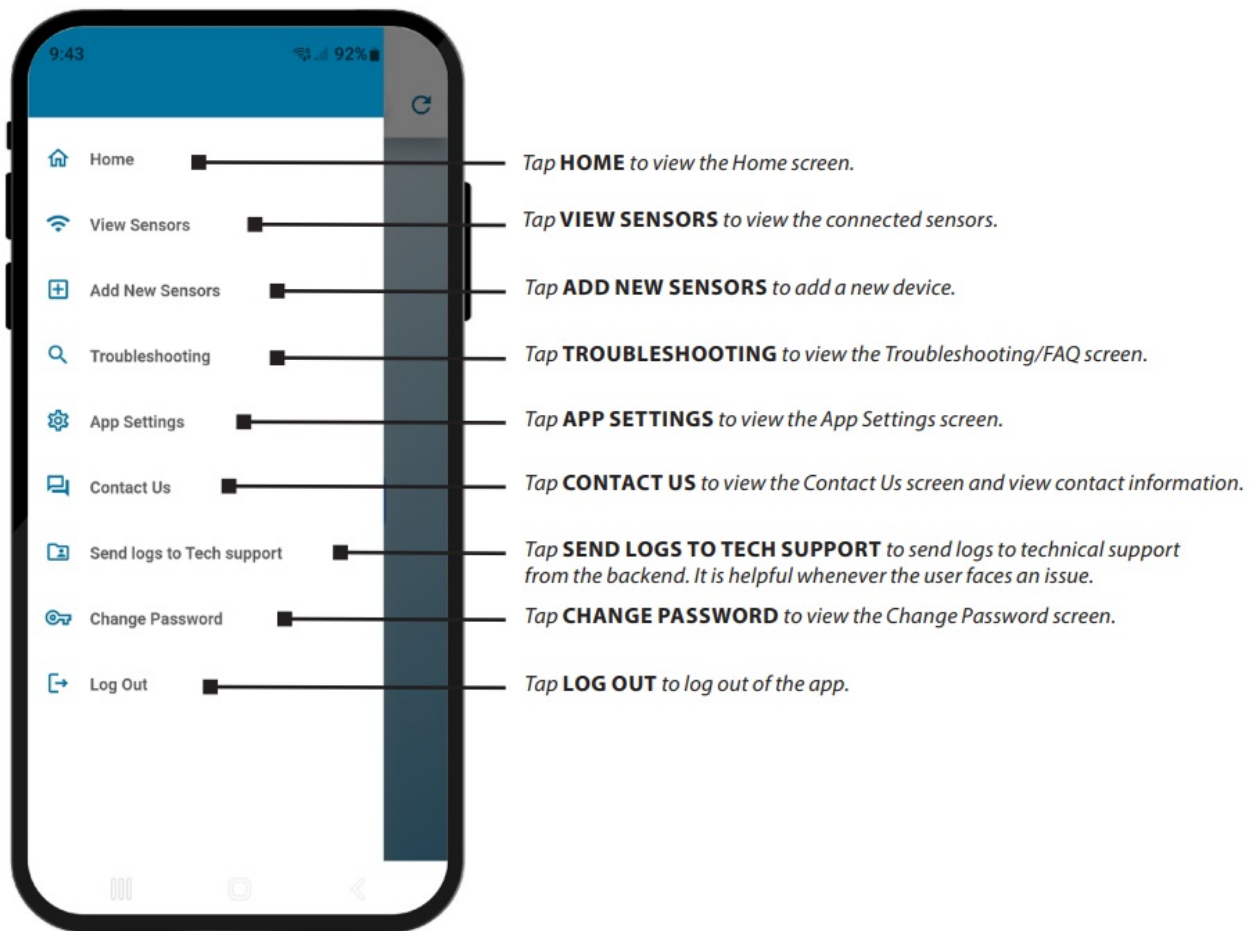 9:43 92%
Home
Tap HOME to view the Home screen.
View Sensors
Tap VIEW SENSORS to view the connected sensors.
Add New Sensors
Tap ADD NEW SENSORS to add a new device.
Troubleshooting
Tap TROUBLESHOOTING to view the Troubleshooting/FAQ screen.
App Settings
Tap APP SETTINGS to view the App Settings screen.
Contact Us
Tap CONTACT US to view the Contact Us screen and view contact information.
Send logs to Tech support
Tap SEND LOGS TO TECH SUPPORT to send logs to technical support
from the backend. It is helpful whenever the user faces an issue.
Change Password
Tap CHANGE PASSWORD to view the Change Password screen.
Log Out
Tap LOG OUT to log out of the app.